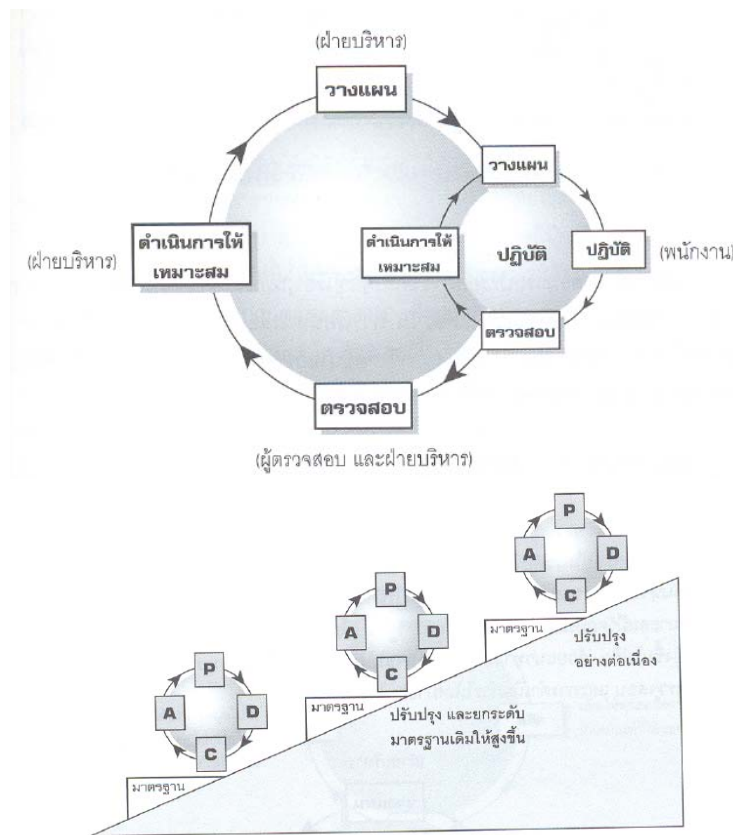 (ฝ่ายบริหาร)
วางแผน
วางแผน
(ฝ่ายบริหาร)
ดำเนินการให้
เหมาะสม
ดำเนินการให้
เหมาะสม
ปฏิบัติ
ปฏิบัติ
(พนักงาน)
ตรวจสอบ
ตรวจสอบ
(ผู้ตรวจสอบ และฝ่ายบริหาร)
P
A
D
C
มาตรฐาน
ปรับปรุง
อย่างต่อเนื่อง
P
A
D
C
มาตรฐาน
ปรับปรุง และยกระดับ
มาตรฐานเดิมให้สูงขึ้น
P
A
D
C
มาตรฐาน